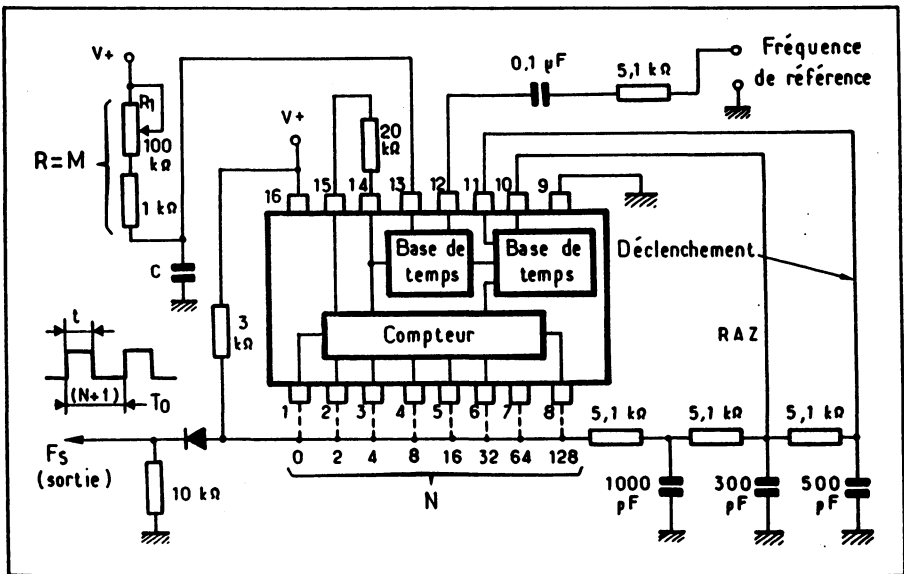 V+
R1
100
kΩ
R=M
1 kΩ
C
V+
20
kΩ
0,1 µF
5,1 kΩ
Fréquence
de référence
16
15
14
13
12
11
10
9
Base de
temps
Base de
temps
Déclenchement
Compteur
RAZ
3
kΩ
t
(N+1) T0
1
2
3
4
5
6
7
8
5,1 kΩ
5,1 kΩ
5,1 kΩ
Fs
(sortie)
0
2
4
8
16
32
64
128
10 kΩ
N
1000
pF
300
pF
500
pF